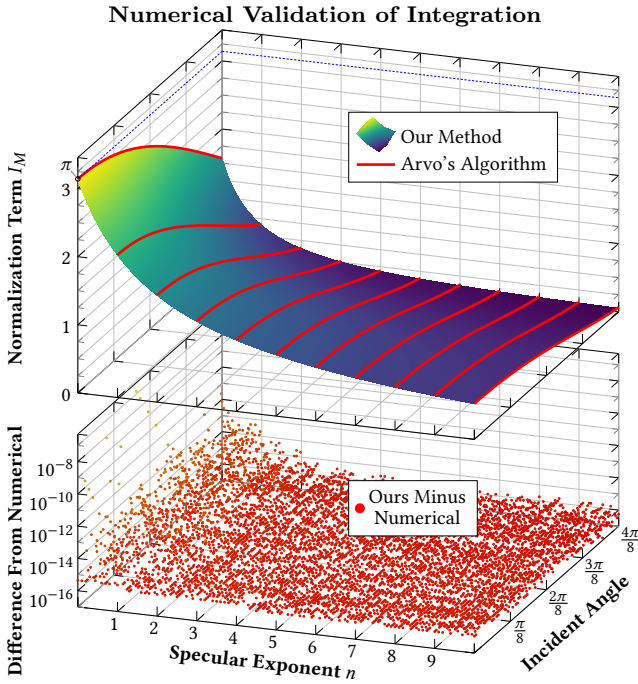 Numerical Validation of Integration
Normalization Term I_M
π
3
2
1
0
Our Method
Arvo's Algorithm
Difference From Numerical
10⁻⁸
10⁻¹⁰
10⁻¹²
10⁻¹⁴
10⁻¹⁶
Ours Minus
Numerical
1 2 3 4 5 6 7 8 9
Specular Exponent n
π/8
2π/8
3π/8
4π/8
Incident Angle